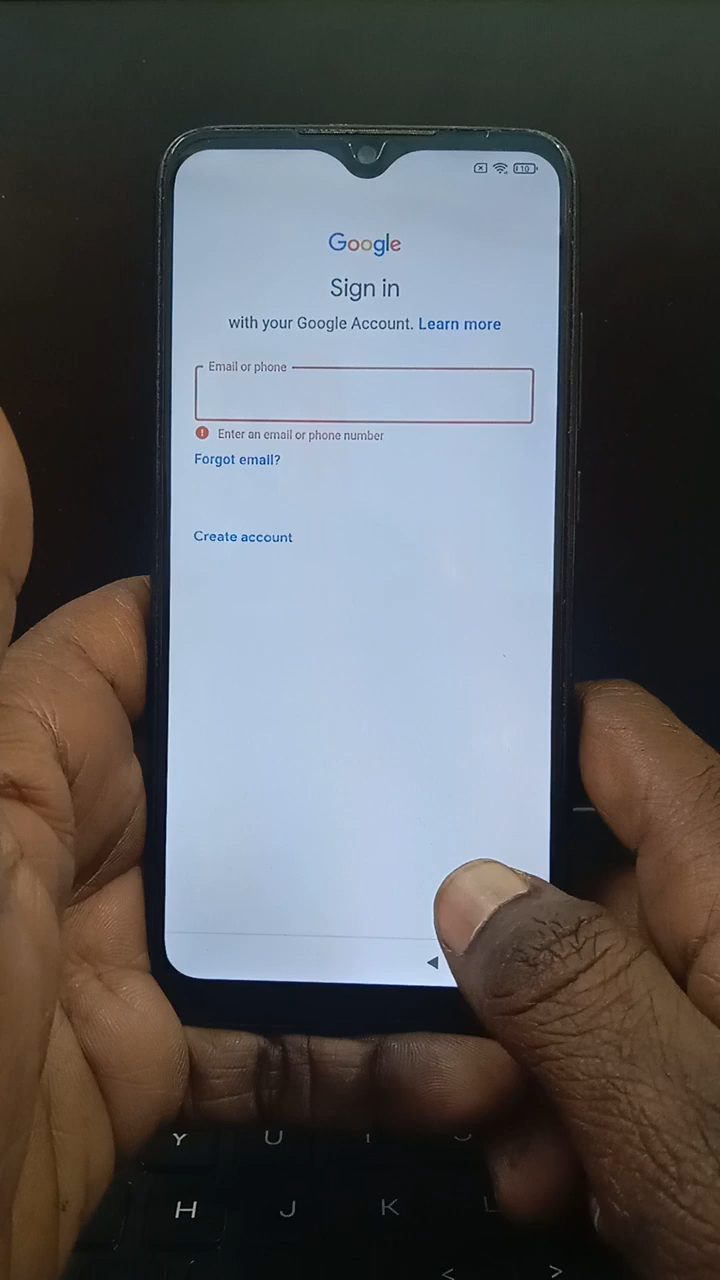 10
Google
Sign in
with your Google Account. Learn more
Email or phone
Enter an email or phone number
Forgot email?
Create account
Y U
H J K L
< >